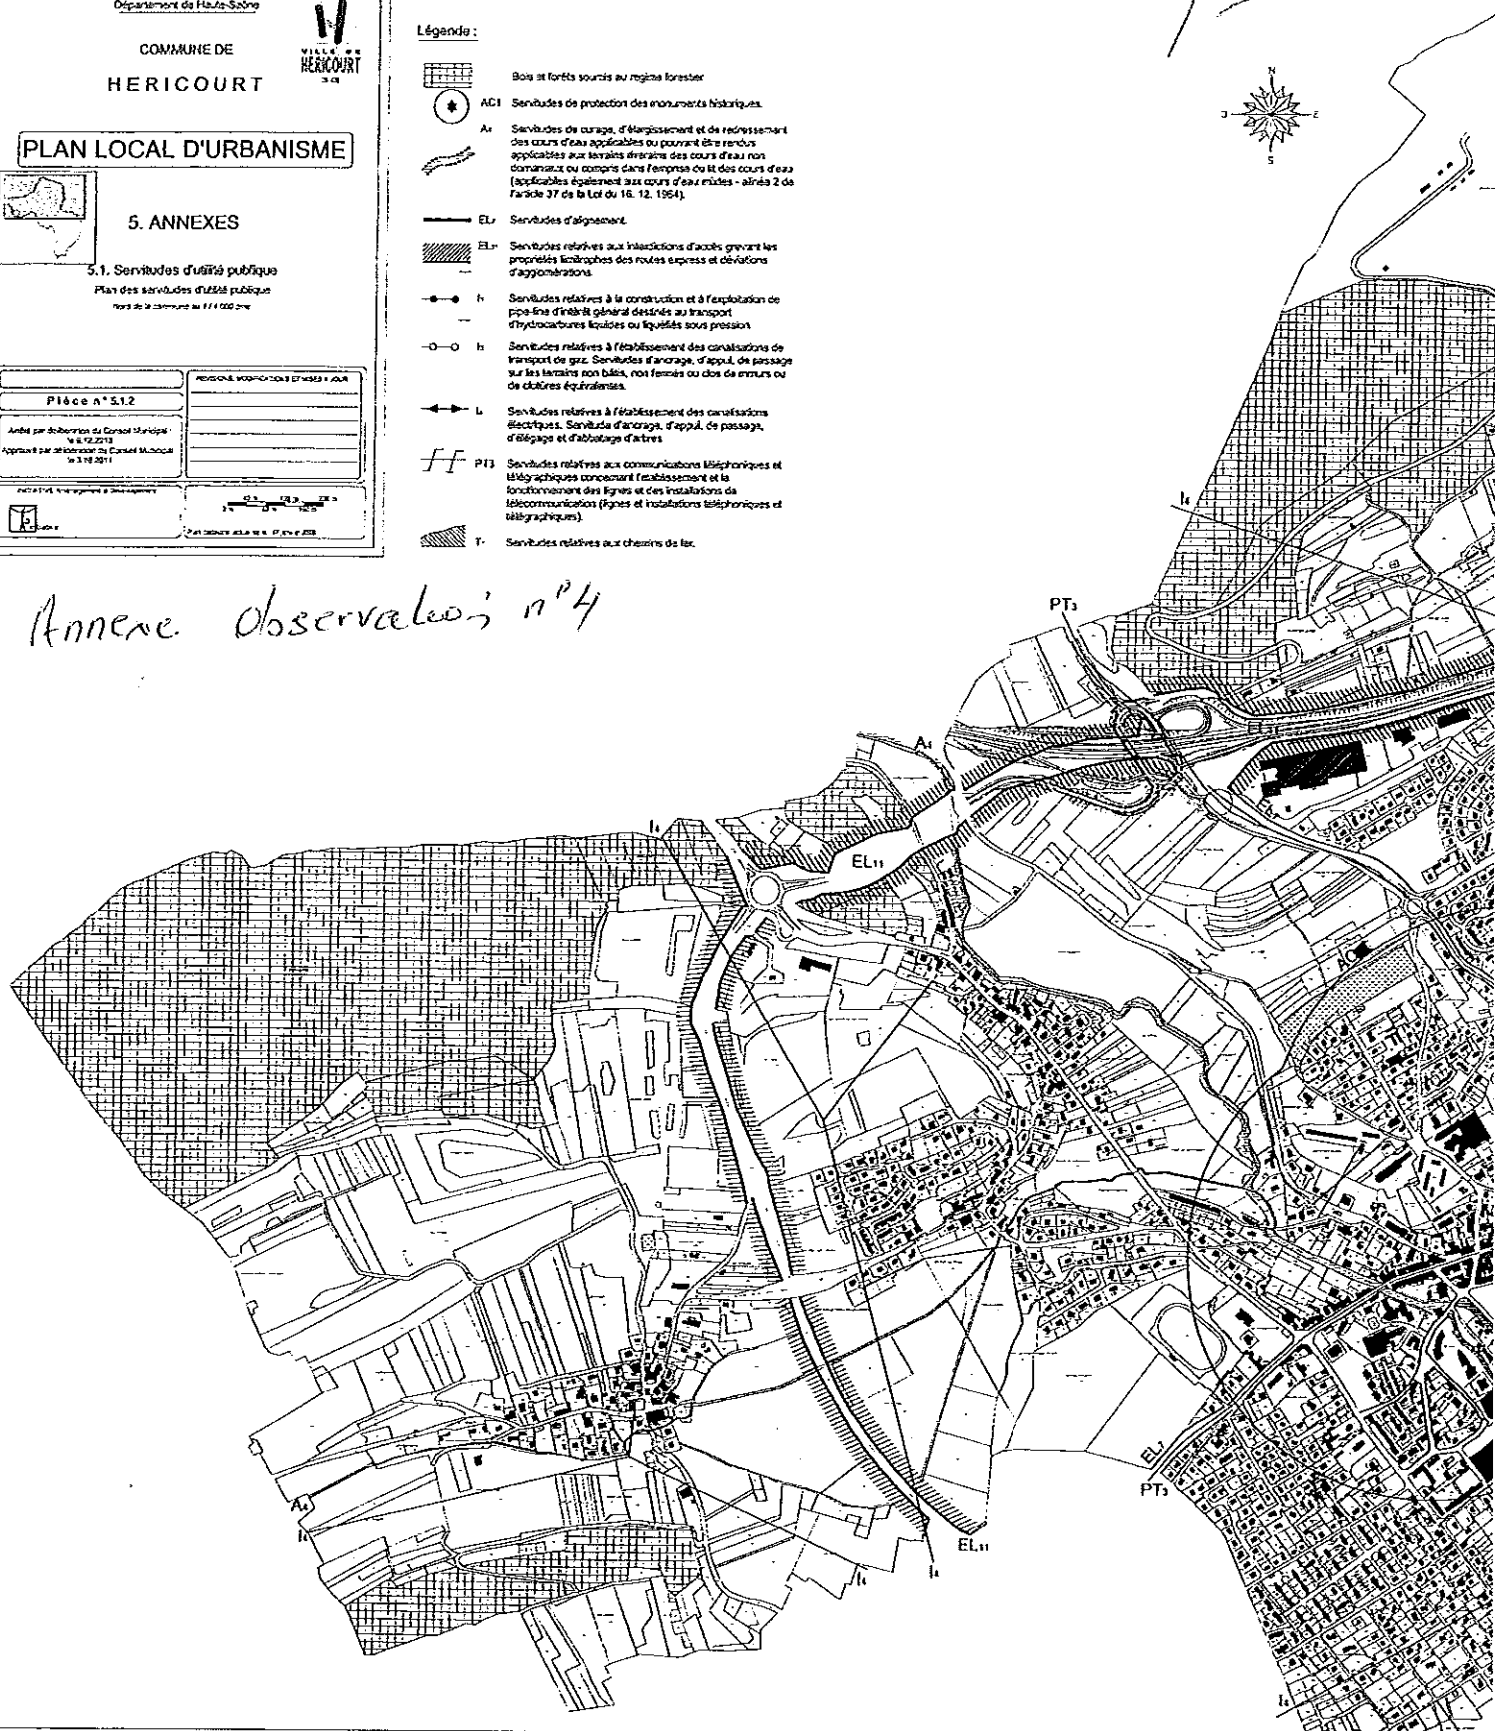 Département de Haute-Saône
COMMUNE DE
HERICOURT
VILLE DE
HERICOURT
PLAN LOCAL D'URBANISME
5. ANNEXES
5.1. Servitudes d'utilité publique
Plan des servitudes d'utilité publique
Pièce n° 5.1.2
Légende :
Bois et forêts soumis au regime forestier
AC1 Servitudes de protection des monuments historiques.
A4 Servitudes de curage, d'élargissement et de redressement
des cours d'eau applicables ou pouvant être rendus
applicables aux terrains riverains des cours d'eau non
domaniaux ou compris dans l'emprise du lit des cours d'eau
(applicables également aux cours d'eau mixtes - alinéa 2 de
l'article 37 de la Loi du 16. 12. 1964).
EL7 Servitudes d'alignement.
EL11 Servitudes relatives aux interdictions d'accès grevant les
propriétés limitrophes des routes express et déviations
d'agglomérations.
Servitudes relatives à la construction et à l'exploitation de
pipe-line d'intérêt général destinés au transport
d'hydrocarbures liquides ou liquéfiés sous pression
Servitudes relatives à l'établissement des canalisations de
transport de gaz. Servitudes d'ancrage, d'appui, de passage
sur les terrains non bâtis, non fermés ou clos de murs ou
de clôtures équivalentes.
I4 Servitudes relatives à l'établissement des canalisations
électriques. Servitude d'ancrage, d'appui, de passage,
d'élagage et d'abbatage d'arbres
PT3 Servitudes relatives aux communications téléphoniques et
télégraphiques concernant l'établissement et le
fonctionnement des lignes et des installations de
télécommunication (lignes et installations téléphoniques et
télégraphiques).
T1 Servitudes relatives aux chemins de fer.
N
S
Annexe Observation n°4
I4
PT3
A4
EL11
I4
EL11
AC1
EL7
PT3
A4
I4
EL11
I4
I4
I4